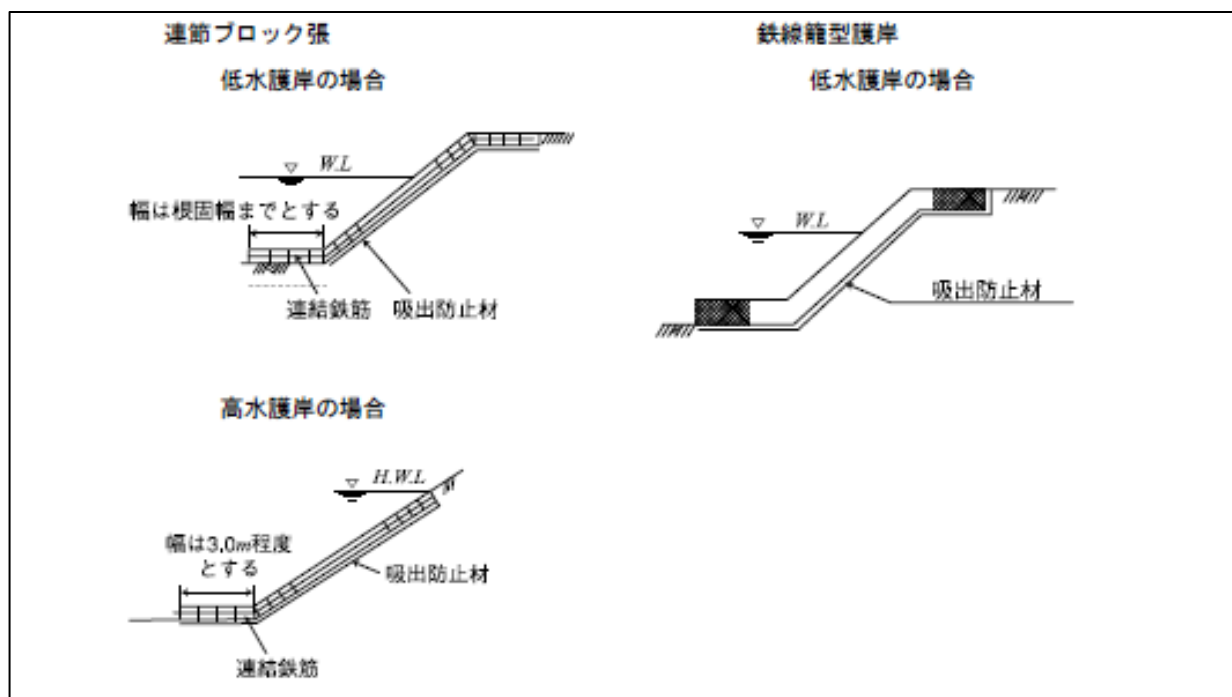 連節ブロック張
低水護岸の場合
W.L
幅は根固幅までとする
連結鉄筋
吸出防止材
高水護岸の場合
H.W.L
幅は3.0m程度
とする
吸出防止材
連結鉄筋
鉄線籠型護岸
低水護岸の場合
W.L
吸出防止材